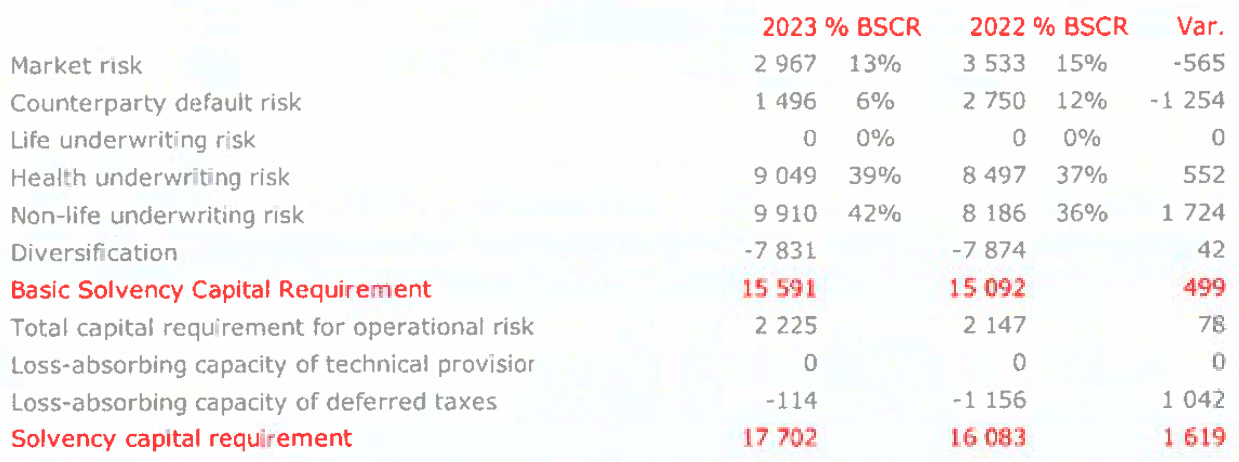 2023 % BSCR 2022 % BSCR Var.
Market risk 2 967 13% 3 533 15% -565
Counterparty default risk 1 496 6% 2 750 12% -1 254
Life underwriting risk 0 0% 0 0% 0
Health underwriting risk 9 049 39% 8 497 37% 552
Non-life underwriting risk 9 910 42% 8 186 36% 1 724
Diversification -7 831 -7 874 42
Basic Solvency Capital Requirement 15 591 15 092 499
Total capital requirement for operational risk 2 225 2 147 78
Loss-absorbing capacity of technical provisior 0 0 0
Loss-absorbing capacity of deferred taxes -114 -1 156 1 042
Solvency capital requirement 17 702 16 083 1 619